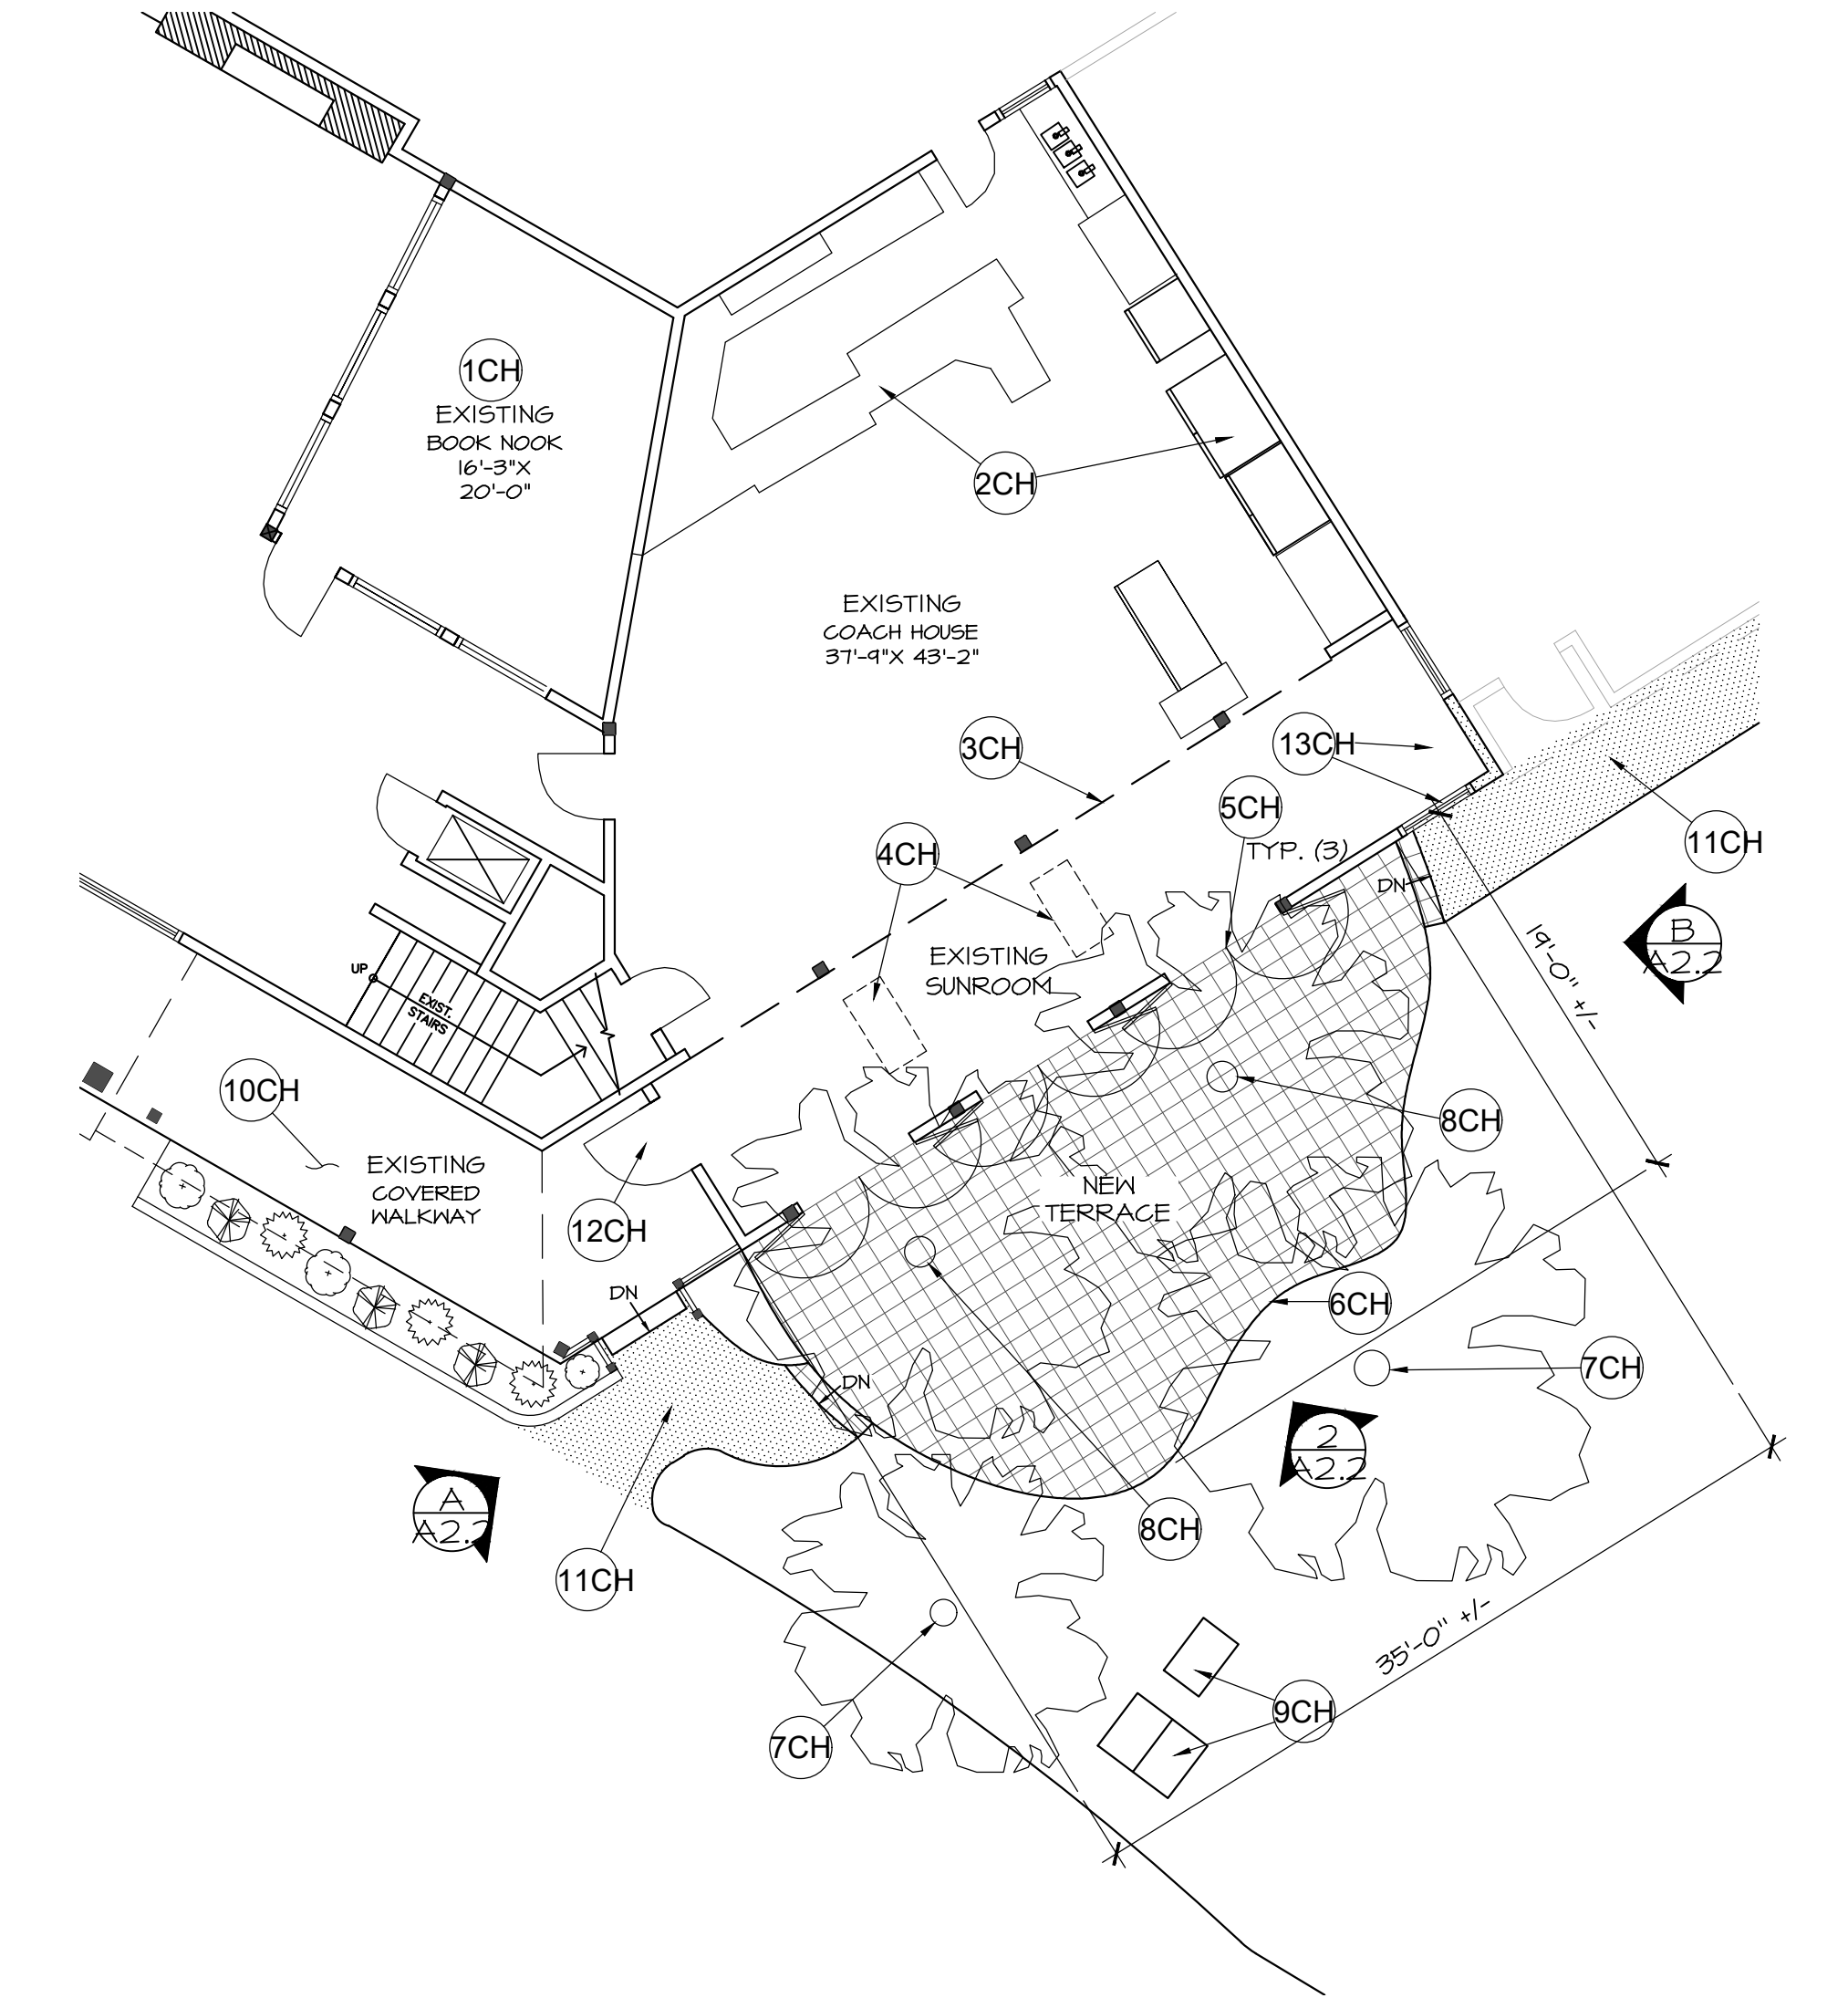 1CH
EXISTING
BOOK NOOK
16'-3"X
20'-0"
2CH
EXISTING
COACH HOUSE
37'-9"X 43'-2"
3CH
13CH
5CH
TYP. (3)
11CH
4CH
DN
B
A2.2
19'-0" +/-
EXISTING
SUNROOM
UP
EXIST.
STAIRS
10CH
8CH
EXISTING
COVERED
WALKWAY
12CH
NEW
TERRACE
DN
6CH
7CH
DN
2
A2.2
A
A2.2
8CH
11CH
35'-0" +/-
9CH
7CH